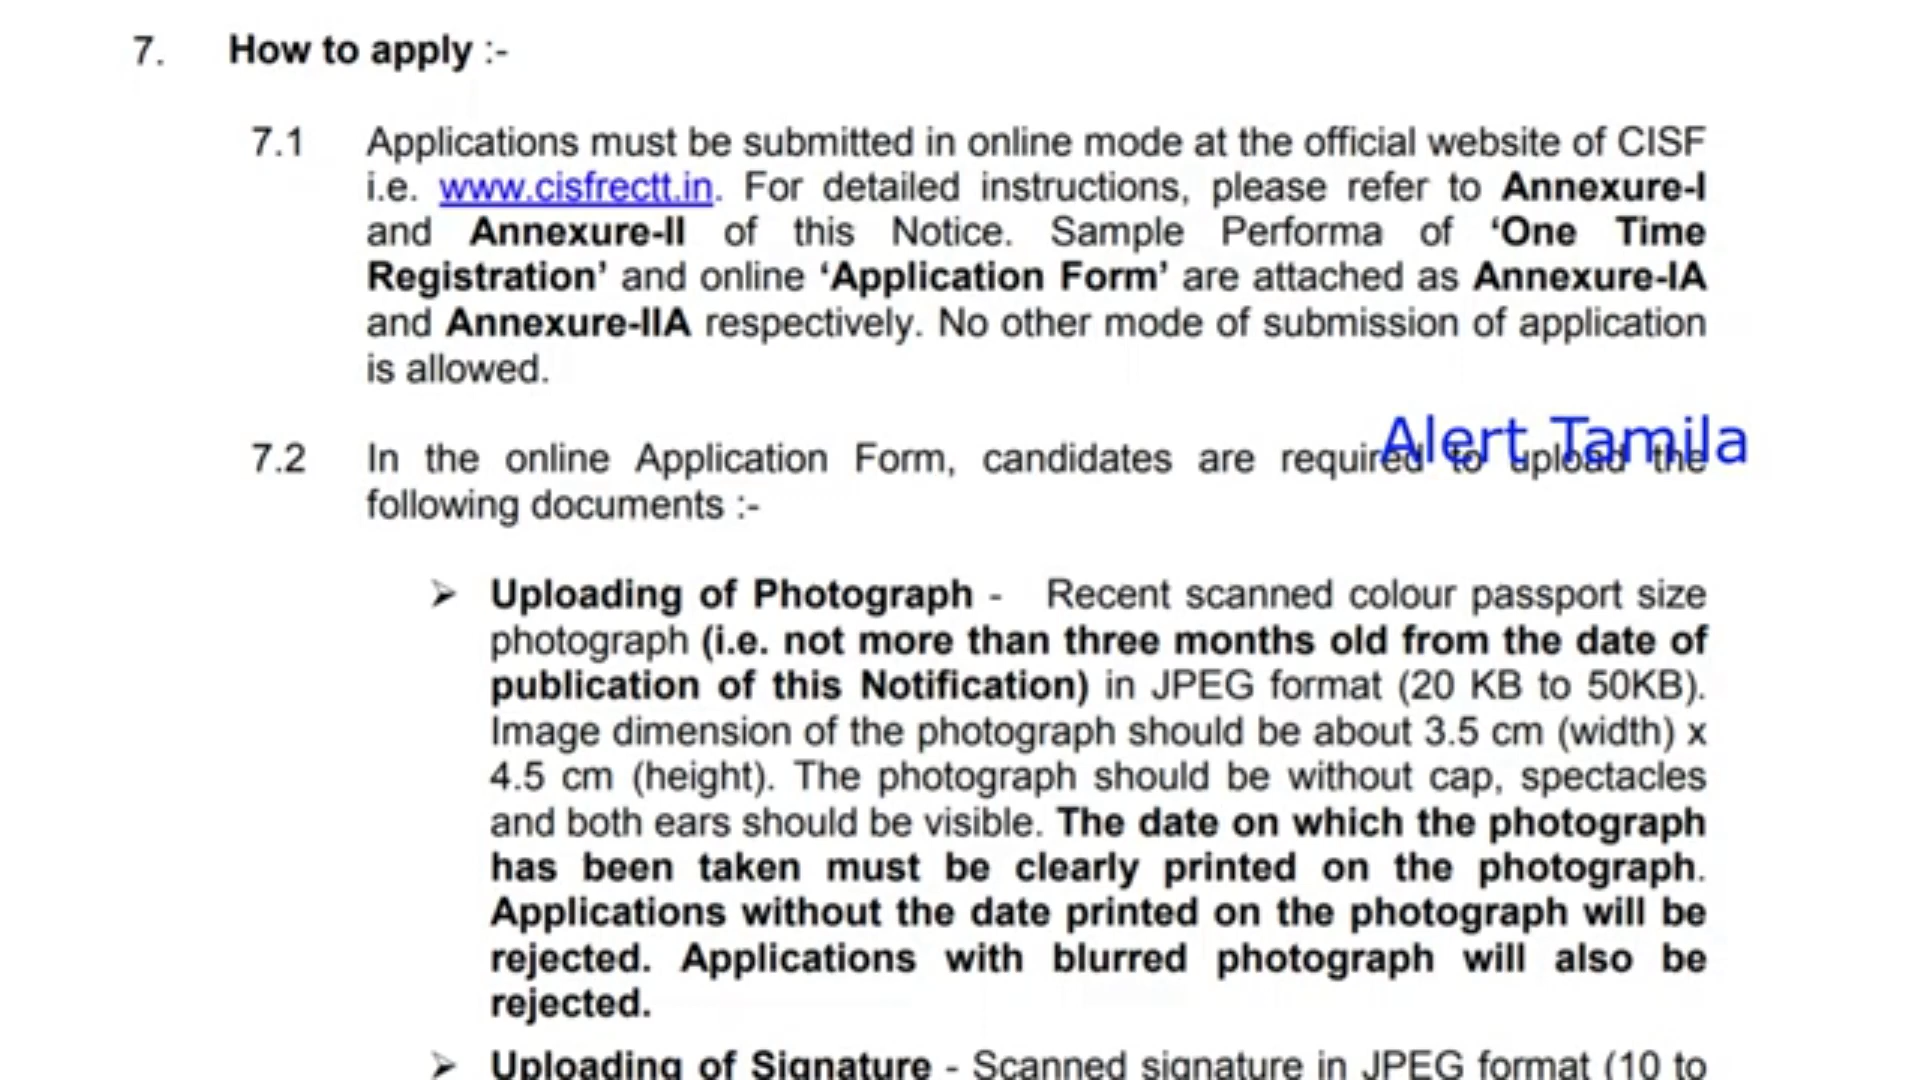 7. How to apply :-
7.1 Applications must be submitted in online mode at the official website of CISF
i.e. www.cisfrectt.in. For detailed instructions, please refer to Annexure-I
and Annexure-II of this Notice. Sample Performa of ‘One Time
Registration’ and online ‘Application Form’ are attached as Annexure-IA
and Annexure-IIA respectively. No other mode of submission of application
is allowed.
Alert Tamila
7.2 In the online Application Form, candidates are required to upload the
following documents :-
➢ Uploading of Photograph - Recent scanned colour passport size
photograph (i.e. not more than three months old from the date of
publication of this Notification) in JPEG format (20 KB to 50KB).
Image dimension of the photograph should be about 3.5 cm (width) x
4.5 cm (height). The photograph should be without cap, spectacles
and both ears should be visible. The date on which the photograph
has been taken must be clearly printed on the photograph.
Applications without the date printed on the photograph will be
rejected. Applications with blurred photograph will also be
rejected.
➢ Uploading of Signature - Scanned signature in JPEG format (10 to